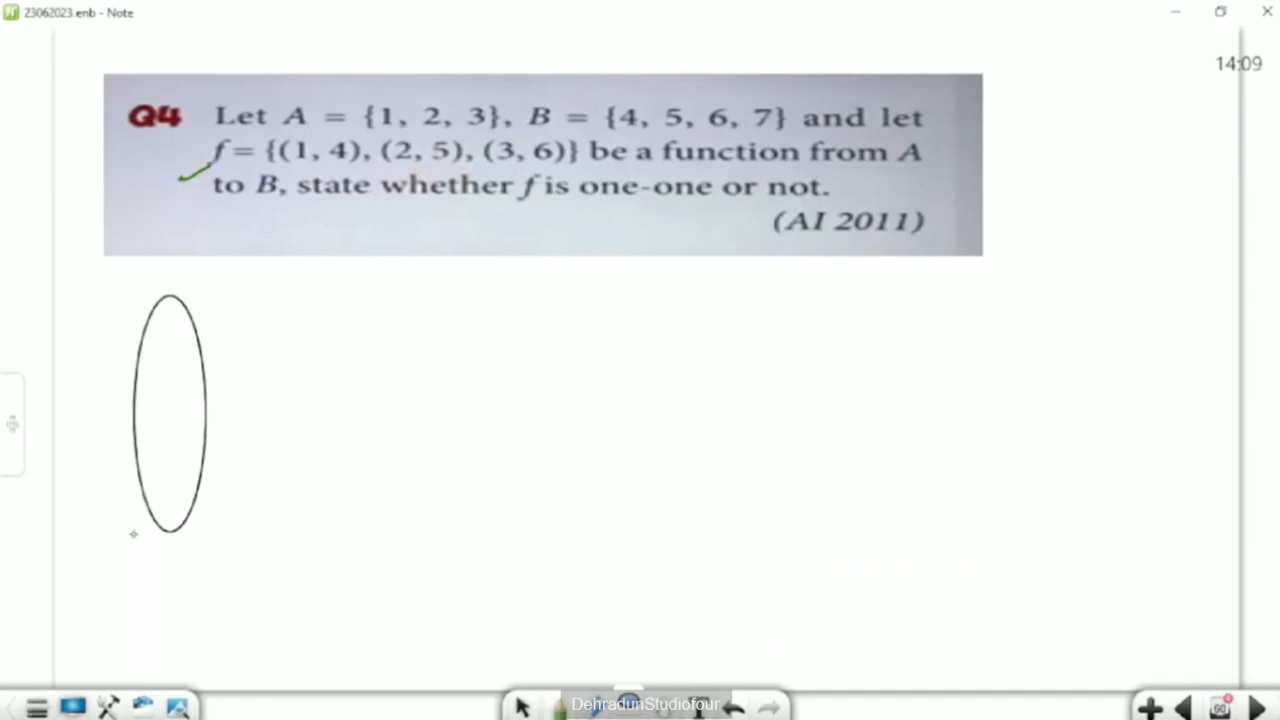 23062023.enb - Note
14:09
Q4 Let A = {1, 2, 3}, B = {4, 5, 6, 7} and let
f = {(1, 4), (2, 5), (3, 6)} be a function from A
to B, state whether f is one-one or not.
(AI 2011)
DehradunStudiofour